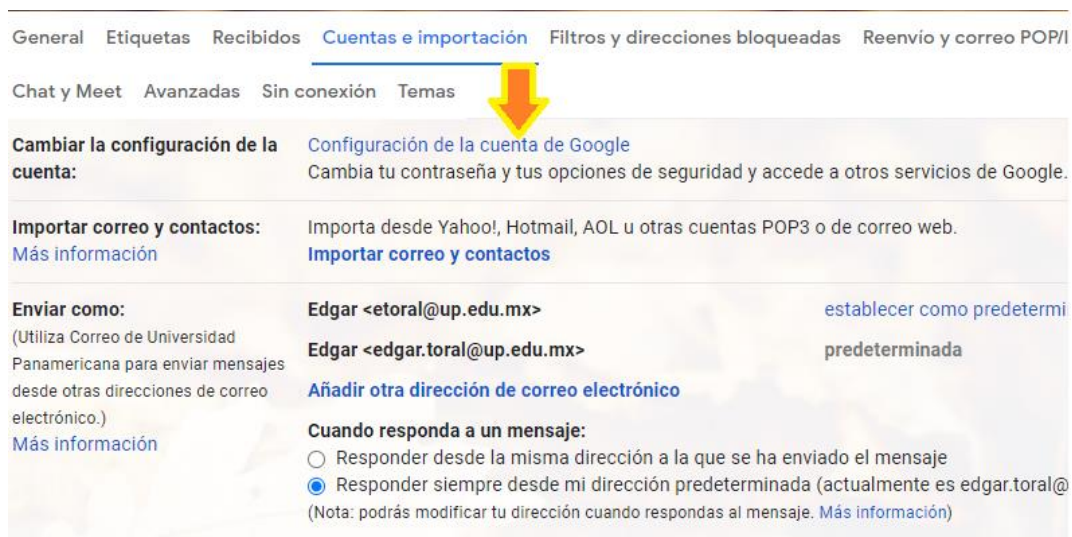 General Etiquetas Recibidos Cuentas e importación Filtros y direcciones bloqueadas Reenvío y correo POP/I
Chat y Meet Avanzadas Sin conexión Temas
Cambiar la configuración de la cuenta:
Configuración de la cuenta de Google
Cambia tu contraseña y tus opciones de seguridad y accede a otros servicios de Google.
Importar correo y contactos:
Más información
Importa desde Yahoo!, Hotmail, AOL u otras cuentas POP3 o de correo web.
Importar correo y contactos
Enviar como:
(Utiliza Correo de Universidad
Panamericana para enviar mensajes
desde otras direcciones de correo
electrónico.)
Más información
Edgar <etoral@up.edu.mx> establecer como predetermi
Edgar <edgar.toral@up.edu.mx> predeterminada
Añadir otra dirección de correo electrónico
Cuando responda a un mensaje:
Responder desde la misma dirección a la que se ha enviado el mensaje
Responder siempre desde mi dirección predeterminada (actualmente es edgar.toral@
(Nota: podrás modificar tu dirección cuando respondas al mensaje. Más información)